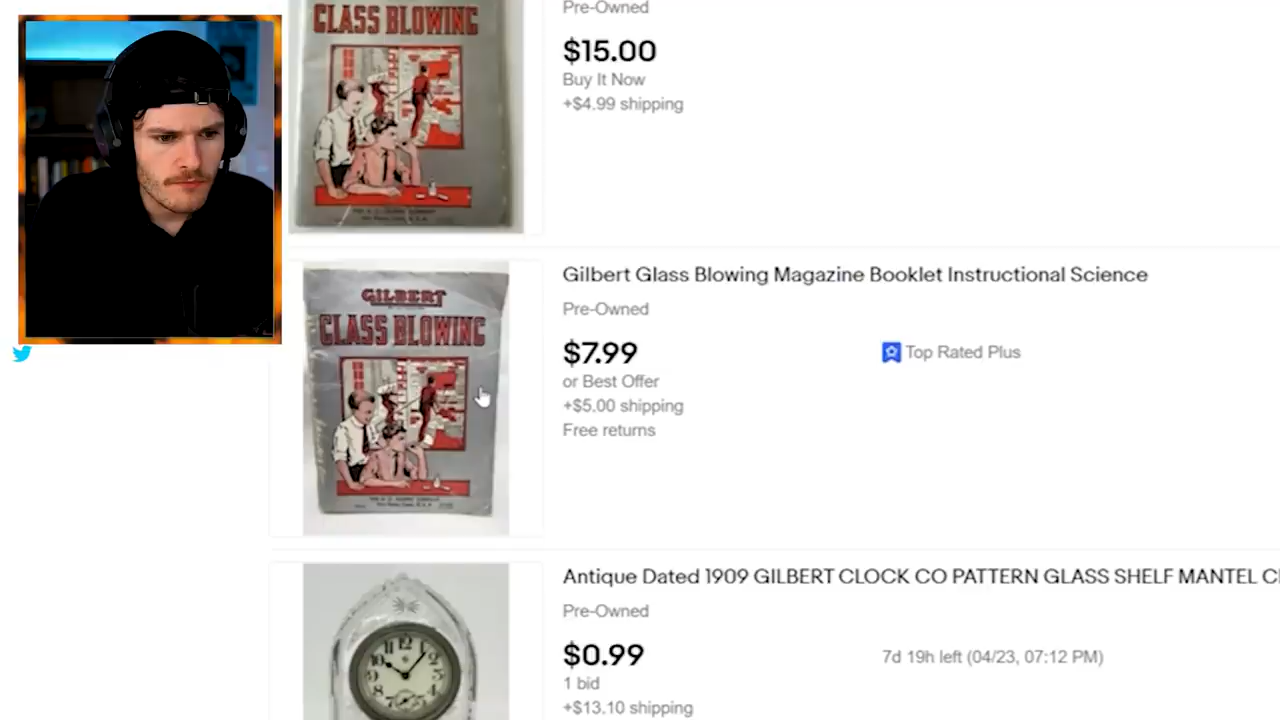 CLASS BLOWING
Pre-Owned
$15.00
Buy It Now
+$4.99 shipping
GILBERT
CLASS BLOWING
Gilbert Glass Blowing Magazine Booklet Instructional Science
Pre-Owned
$7.99
or Best Offer
+$5.00 shipping
Free returns
Top Rated Plus
Antique Dated 1909 GILBERT CLOCK CO PATTERN GLASS SHELF MANTEL C
Pre-Owned
$0.99
1 bid
+$13.10 shipping
7d 19h left (04/23, 07:12 PM)